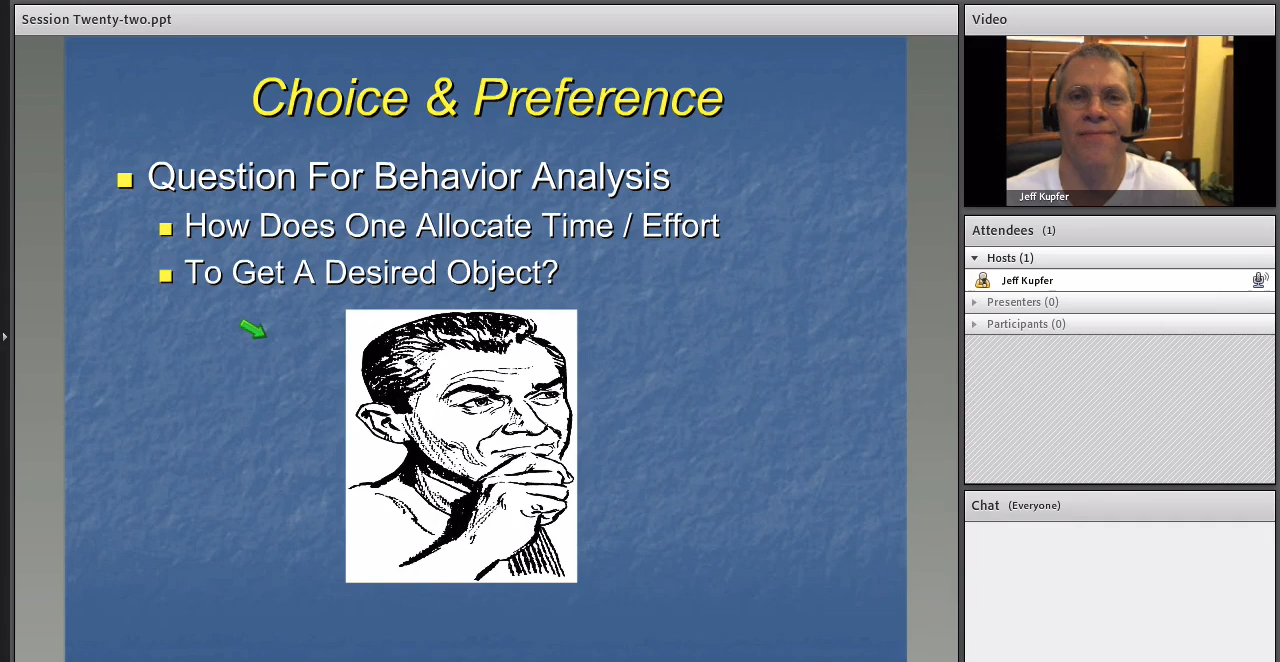 Session Twenty-two.ppt
Choice & Preference
Question For Behavior Analysis
How Does One Allocate Time / Effort
To Get A Desired Object?
Video
Jeff Kupfer
Attendees (1)
Hosts (1)
Jeff Kupfer
Presenters (0)
Participants (0)
Chat (Everyone)